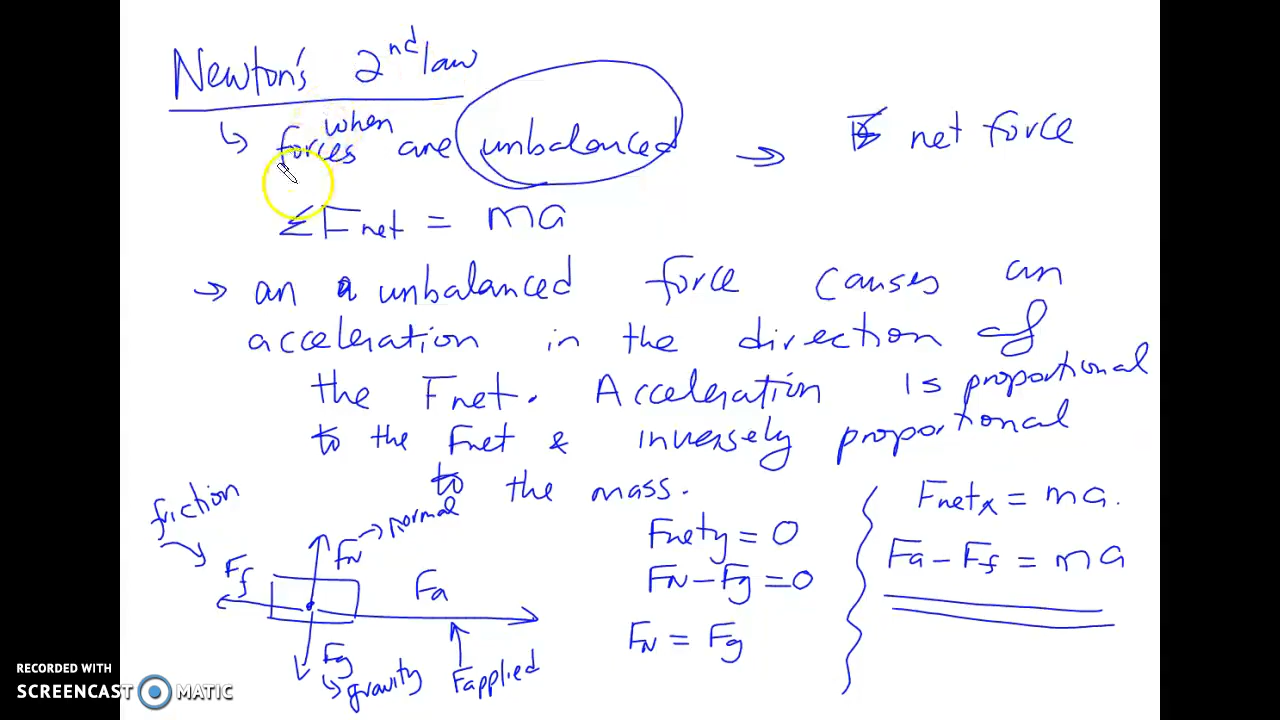 Newton's 2nd law
↳ when
forces are unbalanced → net force
ΣFnet = ma
→ an unbalanced force causes an
acceleration in the direction of
the Fnet. Acceleration is proportional
to the Fnet & inversely proportional
to the mass.
friction
FN → normal
Ff
Fa
Fg
↳ gravity
Fapplied
Fnety = 0
FN - Fg = 0
FN = Fg
Fnetx = ma.
Fa - Ff = ma
RECORDED WITH
SCREENCAST MATIC